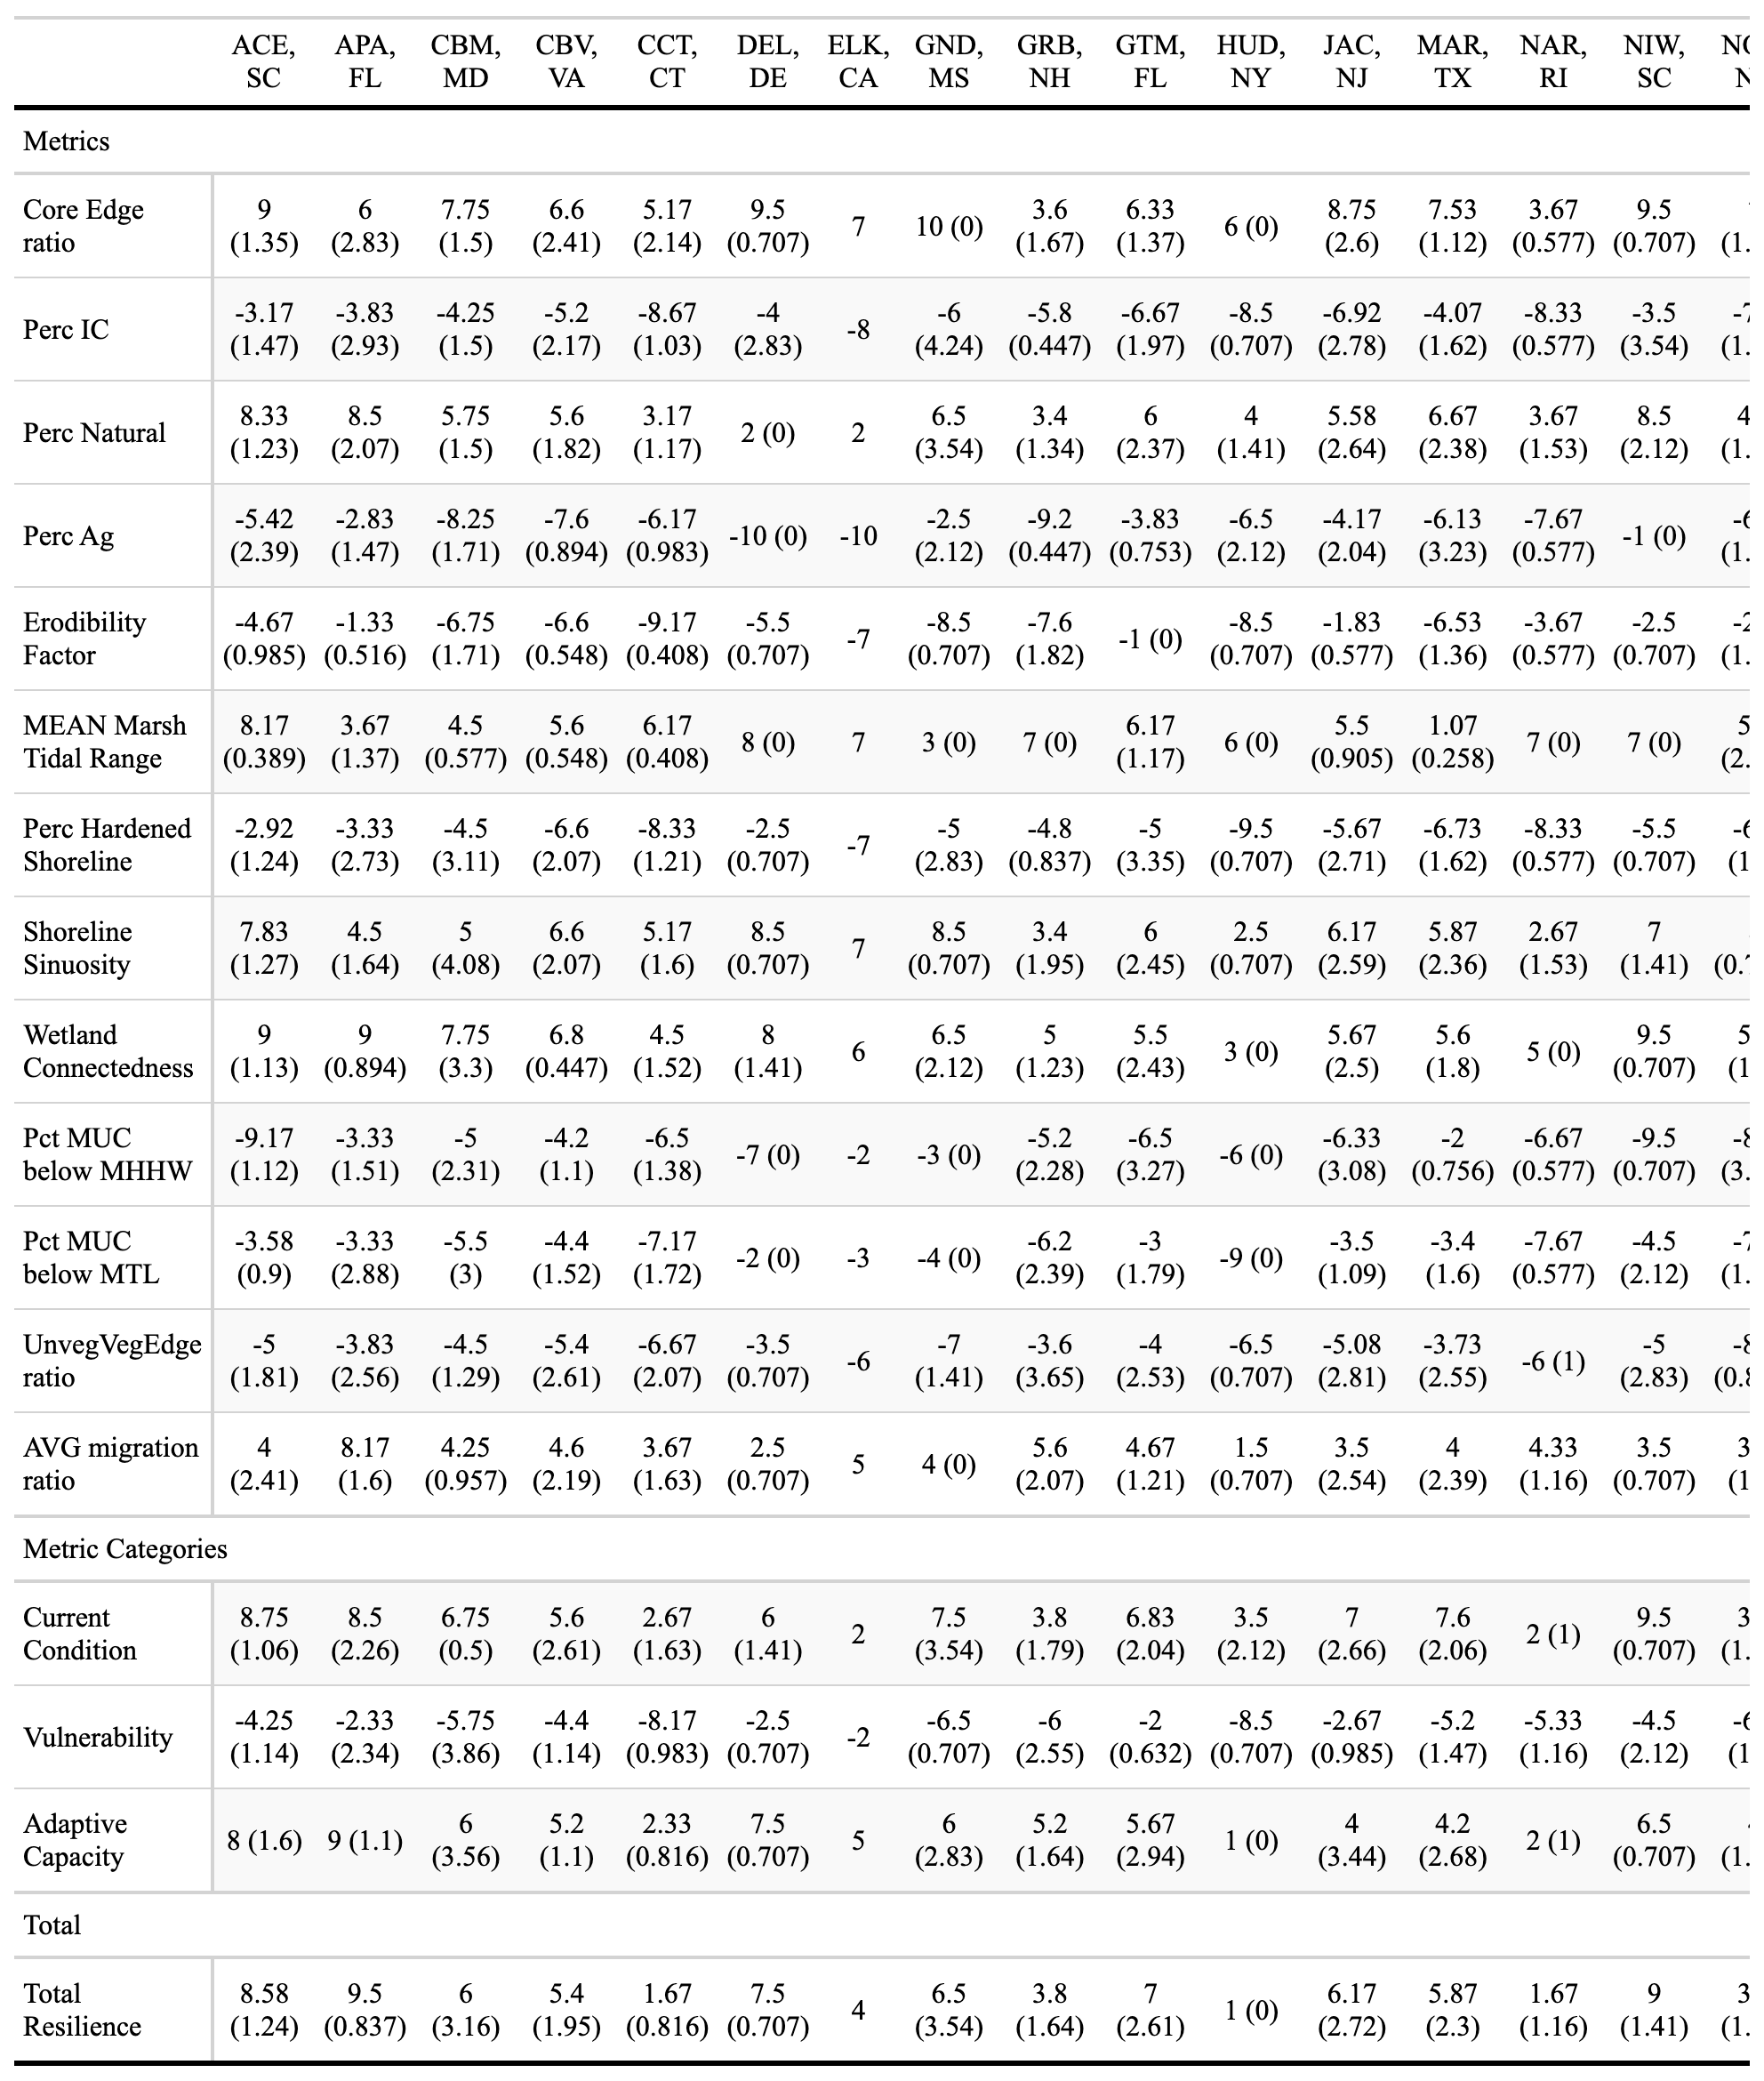 ACE, SC APA, FL CBM, MD CBV, VA CCT, CT DEL, DE ELK, CA GND, MS GRB, NH GTM, FL HUD, NY JAC, NJ MAR, TX NAR, RI NIW, SC
Metrics
Core Edge ratio 9 (1.35) 6 (2.83) 7.75 (1.5) 6.6 (2.41) 5.17 (2.14) 9.5 (0.707) 7 10 (0) 3.6 (1.67) 6.33 (1.37) 6 (0) 8.75 (2.6) 7.53 (1.12) 3.67 (0.577) 9.5 (0.707)
Perc IC -3.17 (1.47) -3.83 (2.93) -4.25 (1.5) -5.2 (2.17) -8.67 (1.03) -4 (2.83) -8 -6 (4.24) -5.8 (0.447) -6.67 (1.97) -8.5 (0.707) -6.92 (2.78) -4.07 (1.62) -8.33 (0.577) -3.5 (3.54)
Perc Natural 8.33 (1.23) 8.5 (2.07) 5.75 (1.5) 5.6 (1.82) 3.17 (1.17) 2 (0) 2 6.5 (3.54) 3.4 (1.34) 6 (2.37) 4 (1.41) 5.58 (2.64) 6.67 (2.38) 3.67 (1.53) 8.5 (2.12)
Perc Ag -5.42 (2.39) -2.83 (1.47) -8.25 (1.71) -7.6 (0.894) -6.17 (0.983) -10 (0) -10 -2.5 (2.12) -9.2 (0.447) -3.83 (0.753) -6.5 (2.12) -4.17 (2.04) -6.13 (3.23) -7.67 (0.577) -1 (0)
Erodibility Factor -4.67 (0.985) -1.33 (0.516) -6.75 (1.71) -6.6 (0.548) -9.17 (0.408) -5.5 (0.707) -7 -8.5 (0.707) -7.6 (1.82) -1 (0) -8.5 (0.707) -1.83 (0.577) -6.53 (1.36) -3.67 (0.577) -2.5 (0.707)
MEAN Marsh Tidal Range 8.17 (0.389) 3.67 (1.37) 4.5 (0.577) 5.6 (0.548) 6.17 (0.408) 8 (0) 7 3 (0) 7 (0) 6.17 (1.17) 6 (0) 5.5 (0.905) 1.07 (0.258) 7 (0) 7 (0)
Perc Hardened Shoreline -2.92 (1.24) -3.33 (2.73) -4.5 (3.11) -6.6 (2.07) -8.33 (1.21) -2.5 (0.707) -7 -5 (2.83) -4.8 (0.837) -5 (3.35) -9.5 (0.707) -5.67 (2.71) -6.73 (1.62) -8.33 (0.577) -5.5 (0.707)
Shoreline Sinuosity 7.83 (1.27) 4.5 (1.64) 5 (4.08) 6.6 (2.07) 5.17 (1.6) 8.5 (0.707) 7 8.5 (0.707) 3.4 (1.95) 6 (2.45) 2.5 (0.707) 6.17 (2.59) 5.87 (2.36) 2.67 (1.53) 7 (1.41)
Wetland Connectedness 9 (1.13) 9 (0.894) 7.75 (3.3) 6.8 (0.447) 4.5 (1.52) 8 (1.41) 6 6.5 (2.12) 5 (1.23) 5.5 (2.43) 3 (0) 5.67 (2.5) 5.6 (1.8) 5 (0) 9.5 (0.707)
Pct MUC below MHHW -9.17 (1.12) -3.33 (1.51) -5 (2.31) -4.2 (1.1) -6.5 (1.38) -7 (0) -2 -3 (0) -5.2 (2.28) -6.5 (3.27) -6 (0) -6.33 (3.08) -2 (0.756) -6.67 (0.577) -9.5 (0.707)
Pct MUC below MTL -3.58 (0.9) -3.33 (2.88) -5.5 (3) -4.4 (1.52) -7.17 (1.72) -2 (0) -3 -4 (0) -6.2 (2.39) -3 (1.79) -9 (0) -3.5 (1.09) -3.4 (1.6) -7.67 (0.577) -4.5 (2.12)
UnvegVegEdge ratio -5 (1.81) -3.83 (2.56) -4.5 (1.29) -5.4 (2.61) -6.67 (2.07) -3.5 (0.707) -6 -7 (1.41) -3.6 (3.65) -4 (2.53) -6.5 (0.707) -5.08 (2.81) -3.73 (2.55) -6 (1) -5 (2.83)
AVG migration ratio 4 (2.41) 8.17 (1.6) 4.25 (0.957) 4.6 (2.19) 3.67 (1.63) 2.5 (0.707) 5 4 (0) 5.6 (2.07) 4.67 (1.21) 1.5 (0.707) 3.5 (2.54) 4 (2.39) 4.33 (1.16) 3.5 (0.707)
Metric Categories
Current Condition 8.75 (1.06) 8.5 (2.26) 6.75 (0.5) 5.6 (2.61) 2.67 (1.63) 6 (1.41) 2 7.5 (3.54) 3.8 (1.79) 6.83 (2.04) 3.5 (2.12) 7 (2.66) 7.6 (2.06) 2 (1) 9.5 (0.707)
Vulnerability -4.25 (1.14) -2.33 (2.34) -5.75 (3.86) -4.4 (1.14) -8.17 (0.983) -2.5 (0.707) -2 -6.5 (0.707) -6 (2.55) -2 (0.632) -8.5 (0.707) -2.67 (0.985) -5.2 (1.47) -5.33 (1.16) -4.5 (2.12)
Adaptive Capacity 8 (1.6) 9 (1.1) 6 (3.56) 5.2 (1.1) 2.33 (0.816) 7.5 (0.707) 5 6 (2.83) 5.2 (1.64) 5.67 (2.94) 1 (0) 4 (3.44) 4.2 (2.68) 2 (1) 6.5 (0.707)
Total
Total Resilience 8.58 (1.24) 9.5 (0.837) 6 (3.16) 5.4 (1.95) 1.67 (0.816) 7.5 (0.707) 4 6.5 (3.54) 3.8 (1.64) 7 (2.61) 1 (0) 6.17 (2.72) 5.87 (2.3) 1.67 (1.16) 9 (1.41)